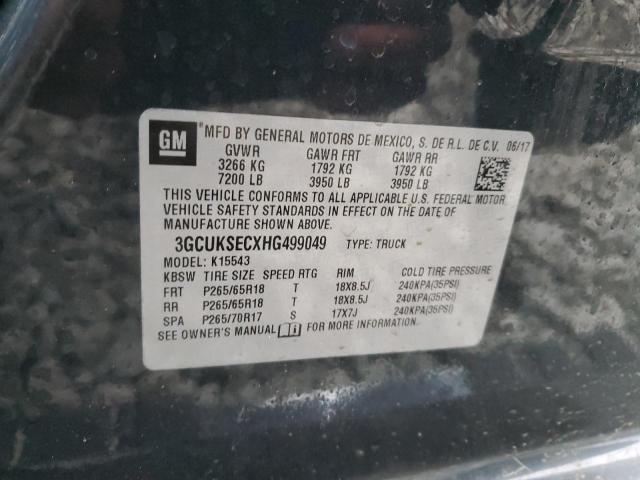 GM
MFD BY GENERAL MOTORS DE MEXICO, S. DE R.L. DE C.V. 06/17
GVWR GAWR FRT GAWR RR
3266 KG 1792 KG 1792 KG
7200 LB 3950 LB 3950 LB
THIS VEHICLE CONFORMS TO ALL APPLICABLE U.S. FEDERAL MOTOR
VEHICLE SAFETY STANDARDS IN EFFECT ON THE DATE OF
MANUFACTURE SHOWN ABOVE.
3GCUKSECXHG499049 TYPE: TRUCK
MODEL: K15543
KBSW TIRE SIZE SPEED RTG RIM COLD TIRE PRESSURE
FRT P265/65R18 T 18X8.5J 240KPA(35PSI)
RR P265/65R18 T 18X8.5J 240KPA(35PSI)
SPA P265/70R17 S 17X7J 240KPA(35PSI)
SEE OWNER'S MANUAL FOR MORE INFORMATION.